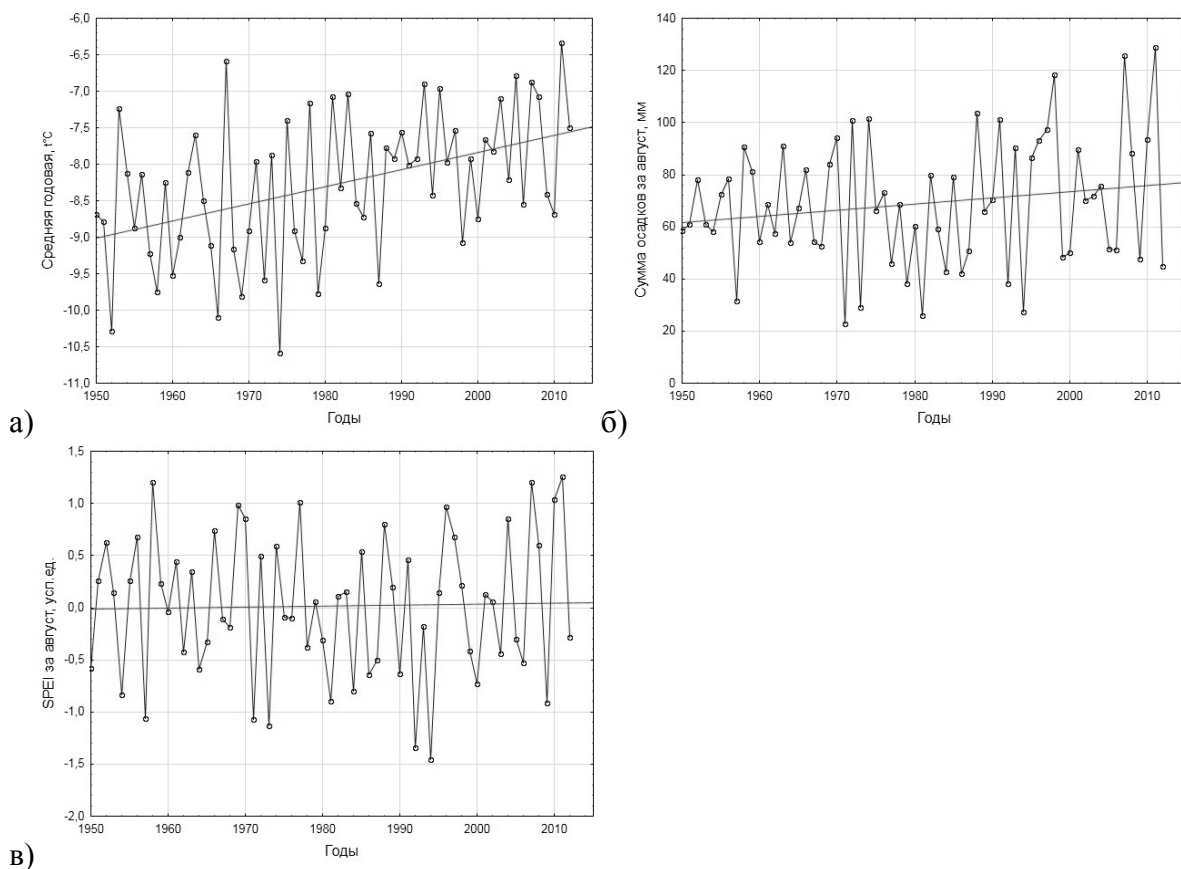 -6,0
-6,5
-7,0
-7,5
-8,0
-8,5
-9,0
-9,5
-10,0
-10,5
-11,0
Средняя годовая, t°C
1950 1960 1970 1980 1990 2000 2010
Годы
а)
140
120
100
80
60
40
20
0
Сумма осадков за август, мм
1950 1960 1970 1980 1990 2000 2010
Годы
б)
1,5
1,0
0,5
0,0
-0,5
-1,0
-1,5
-2,0
SPEI за август, усл.ед.
1950 1960 1970 1980 1990 2000 2010
Годы
в)